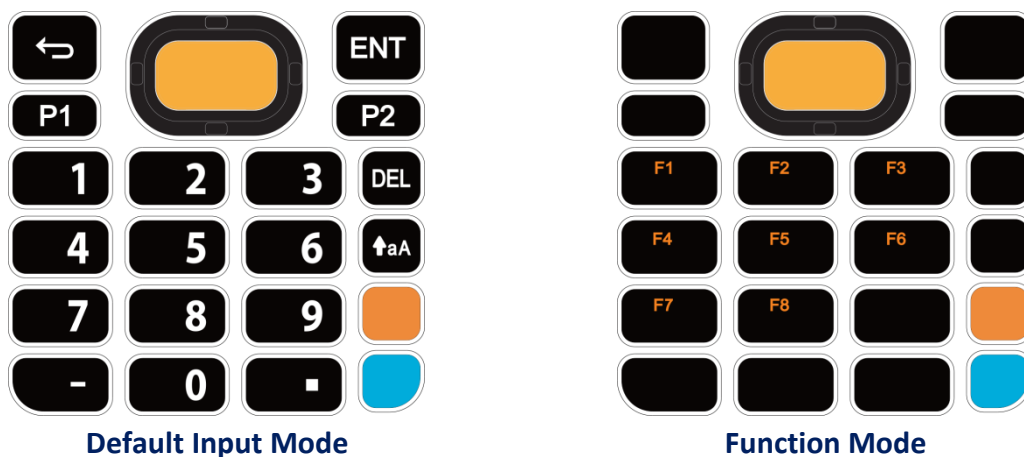 ENT
P1 P2
1 2 3 DEL F1 F2 F3
4 5 6 aA F4 F5 F6
7 8 9 F7 F8
- 0 .
Default Input Mode Function Mode